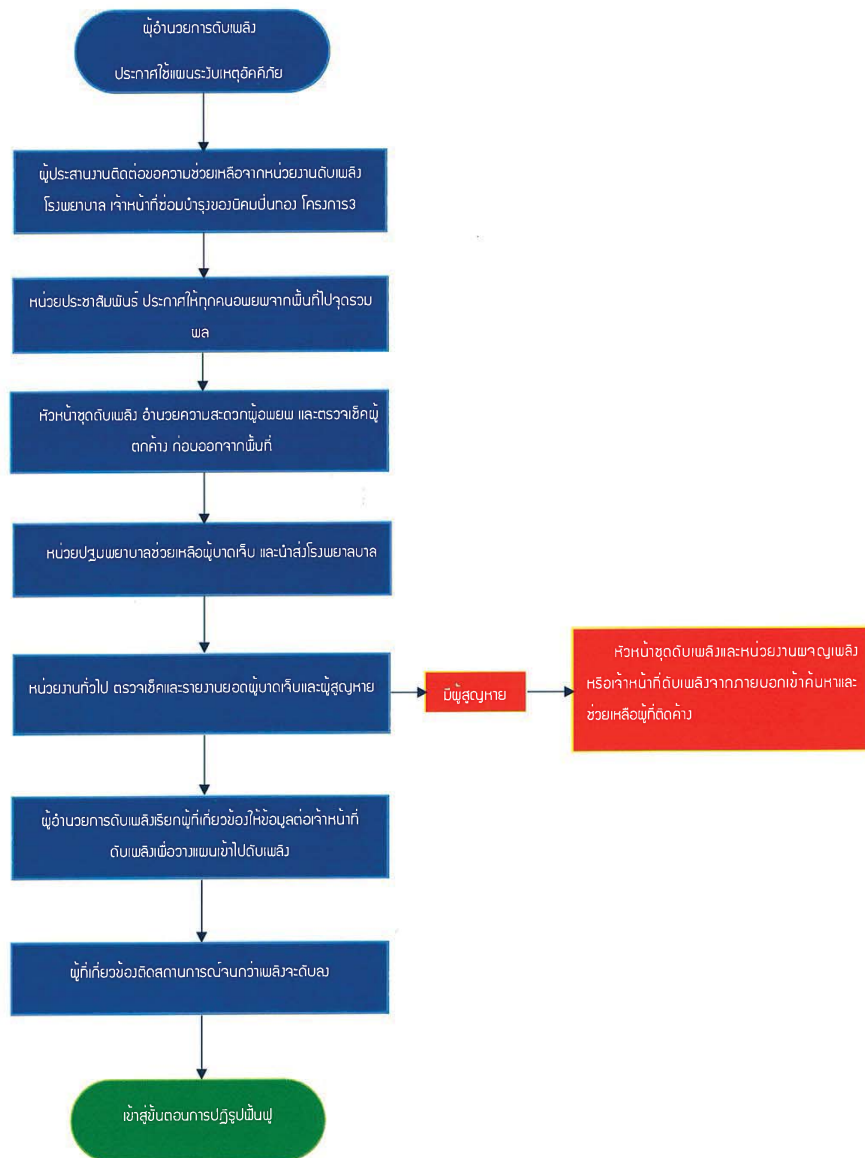 ผู้อำนวยการดับเพลิง
ประกาศใช้แผนระงับเหตุอัคคีภัย
ผู้ประสานงานติดต่อขอความช่วยเหลือจากหน่วยงานดับเพลิง
โรงพยาบาล เจ้าหน้าที่ซ่อมบำรุงของนิคมปิ่นทอง โครงการ3
หน่วยประชาสัมพันธ์ ประกาศให้ทุกคนอพยพจากพื้นที่ไปจุดรวม
พล
หัวหน้าชุดดับเพลิง อำนวยความสะดวกผู้อพยพ และตรวจเช็คผู้
ตกค้าง ก่อนออกจากพื้นที่
หน่วยปฐมพยาบาลช่วยเหลือผู้บาดเจ็บ และนำส่งโรงพยาลบาล
หน่วยงานทั่วไป ตรวจเช็คและรายงานยอดผู้บาดเจ็บและผู้สูญหาย
มีผู้สูญหาย
หัวหน้าชุดดับเพลิงและหน่วยงานผจญเพลิง
หรือเจ้าหน้าที่ดับเพลิงจากภายนอกเข้าค้นหาและ
ช่วยเหลือผู้ที่ติดค้าง
ผู้อำนวยการดับเพลิงเรียกผู้ที่เกี่ยวข้องให้ข้อมูลต่อเจ้าหน้าที่
ดับเพลิงเพื่อวางแผนเข้าไปดับเพลิง
ผู้ที่เกี่ยวข้องติดสถานการณ์จนกว่าเพลิงจะดับลง
เข้าสู่ขั้นตอนการปฏิรูปฟื้นฟู